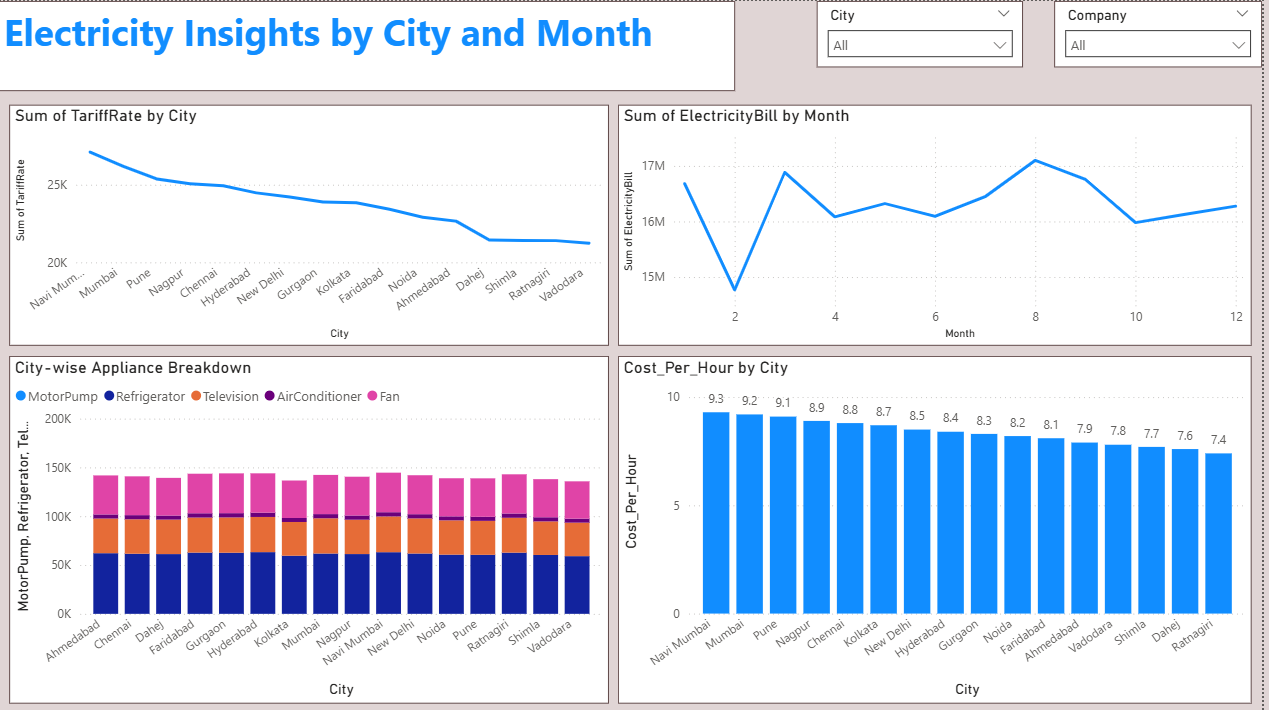 Electricity Insights by City and Month
City
All
Company
All
Sum of TariffRate by City
Sum of TariffRate
25K
20K
Navi Mum...
Mumbai
Pune
Nagpur
Chennai
Hyderabad
New Delhi
Gurgaon
Kolkata
Faridabad
Noida
Ahmedabad
Dahej
Shimla
Ratnagiri
Vadodara
City
Sum of ElectricityBill by Month
Sum of ElectricityBill
17M
16M
15M
2
4
6
8
10
12
Month
City-wise Appliance Breakdown
MotorPump Refrigerator Television AirConditioner Fan
MotorPump, Refrigerator, Tel...
200K
150K
100K
50K
0K
Ahmedabad
Chennai
Dahej
Faridabad
Gurgaon
Hyderabad
Kolkata
Mumbai
Nagpur
Navi Mumbai
New Delhi
Noida
Pune
Ratnagiri
Shimla
Vadodara
City
Cost_Per_Hour by City
Cost_Per_Hour
10
5
0
9.3
9.2
9.1
8.9
8.8
8.7
8.5
8.4
8.3
8.2
8.1
7.9
7.8
7.7
7.6
7.4
Navi Mumbai
Mumbai
Pune
Nagpur
Chennai
Kolkata
New Delhi
Hyderabad
Gurgaon
Noida
Faridabad
Ahmedabad
Vadodara
Shimla
Dahej
Ratnagiri
City